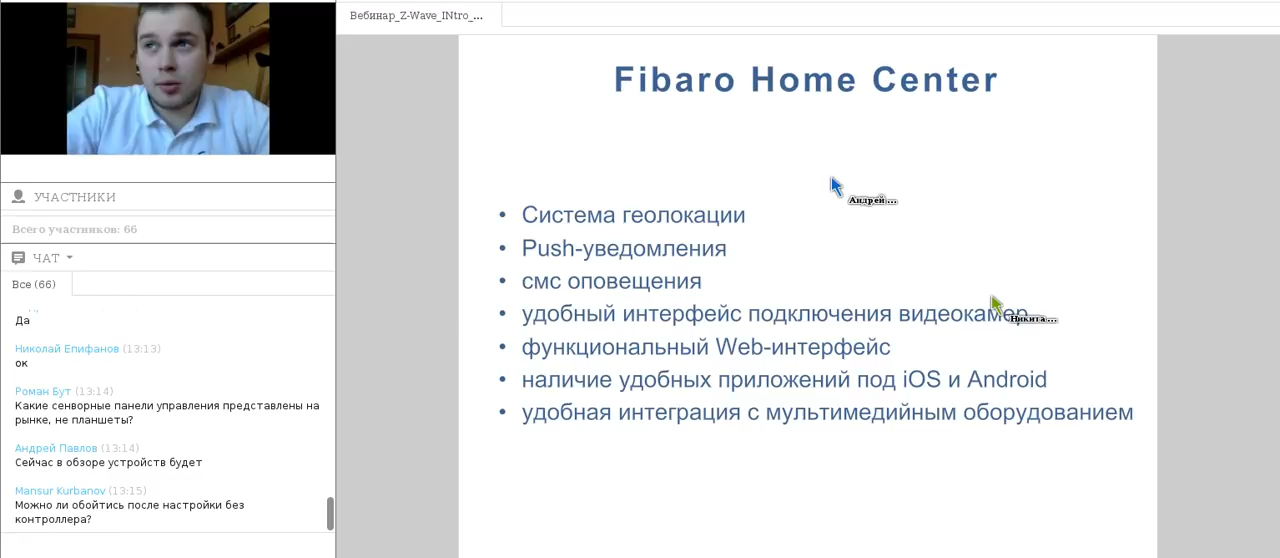 Вебинар_Z-Wave_INtro_...
Fibaro Home Center
Андрей ...
• Система геолокации
• Push-уведомления
• смс оповещения
• удобный интерфейс подключения видеокамер
Никита ...
• функциональный Web-интерфейс
• наличие удобных приложений под iOS и Android
• удобная интеграция с мультимедийным оборудованием
УЧАСТНИКИ
Всего участников: 66
ЧАТ
Все (66)
Да
Николай Епифанов (13:13)
ок
Роман Бут (13:14)
Какие сенворные панели управления представлены на
рынке, не планшеты?
Андрей Павлов (13:14)
Сейчас в обзоре устройств будет
Mansur Kurbanov (13:15)
Можно ли обойтись после настройки без
контроллера?